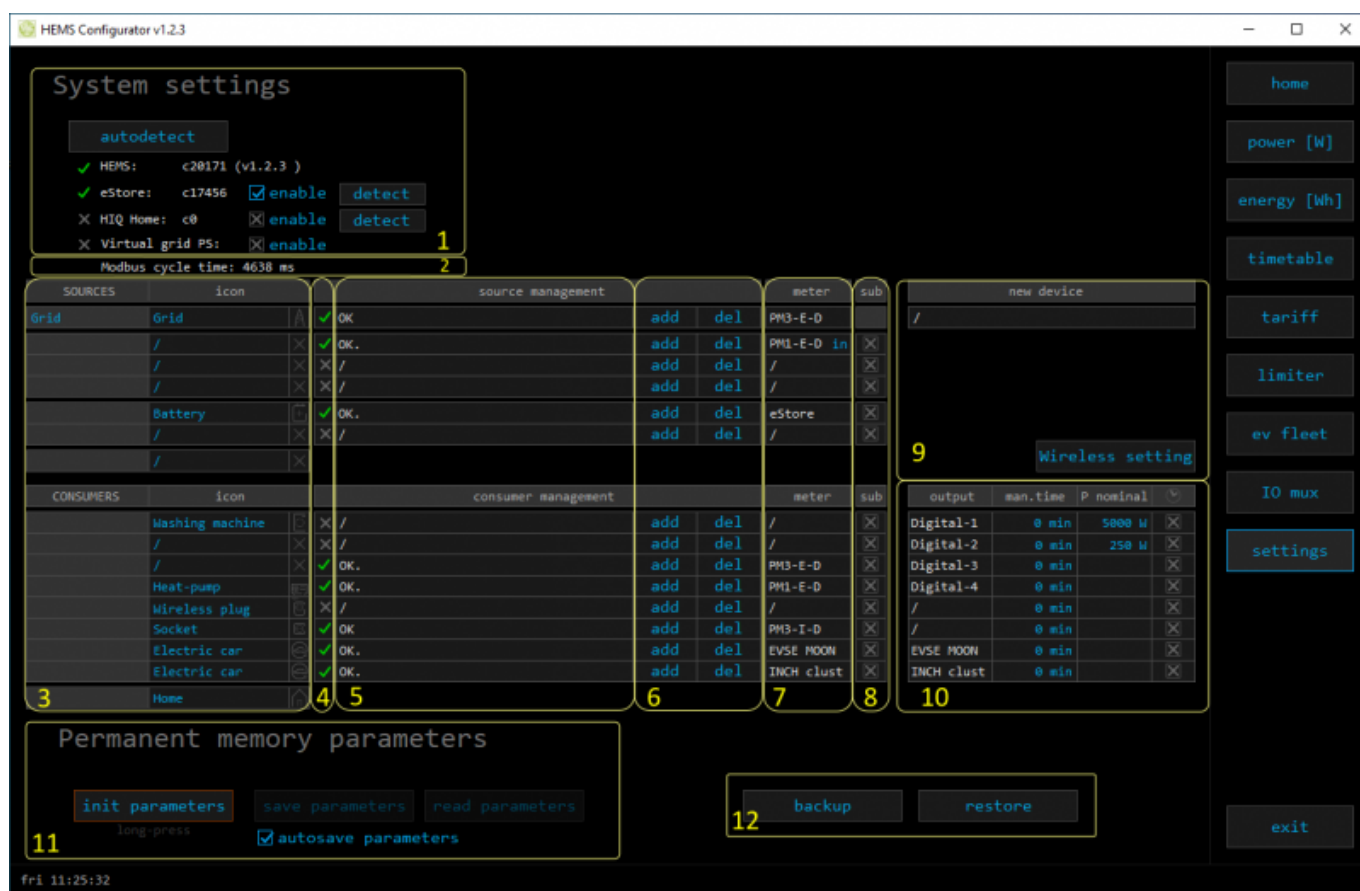 HEMS Configurator v1.2.3
System settings
home
autodetect
power [W]
HEMS: c20171 (v1.2.3 )
eStore: c17456 enable detect
energy [Wh]
HIQ Home: c0 enable detect
Virtual grid PS: enable 1
timetable
Modbus cycle time: 4638 ms 2
SOURCES icon source management meter sub new device
Grid Grid OK add del PM3-E-D /
tariff
/ OK. add del PM1-E-D in
/ / add del /
/ / add del /
limiter
Battery OK. add del eStore
/ / add del /
ev fleet
/
9 Wireless setting
CONSUMERS icon consumer management meter sub output man.time P nominal
IO mux
Washing machine / add del / Digital-1 0 min 5000 W
/ / add del / Digital-2 0 min 250 W
settings
/ OK. add del PM3-E-D Digital-3 0 min
Heat-pump OK. add del PM1-E-D Digital-4 0 min
Wireless plug / add del / / 0 min
Socket OK add del PM3-I-D / 0 min
Electric car OK. add del EVSE MOON EVSE MOON 0 min
Electric car OK. add del INCH clust INCH clust 0 min
3 Home 4 5 6 7 8 10
Permanent memory parameters
init parameters save parameters read parameters
long-press
autosave parameters
11
backup restore
12
exit
fri 11:25:32